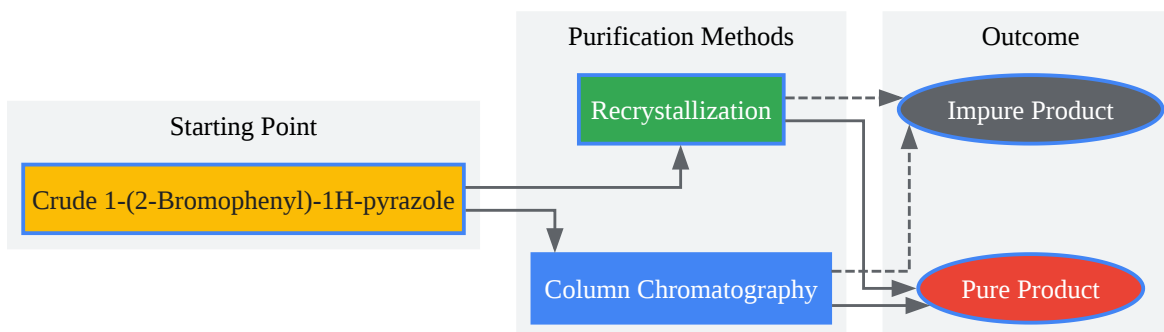 Starting Point
Crude 1-(2-Bromophenyl)-1H-pyrazole
Purification Methods
Recrystallization
Column Chromatography
Outcome
Impure Product
Pure Product